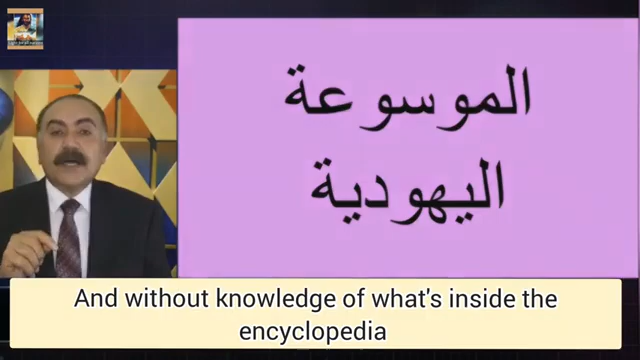 الموسوعة
اليهودية
And without knowledge of what's inside the
encyclopedia